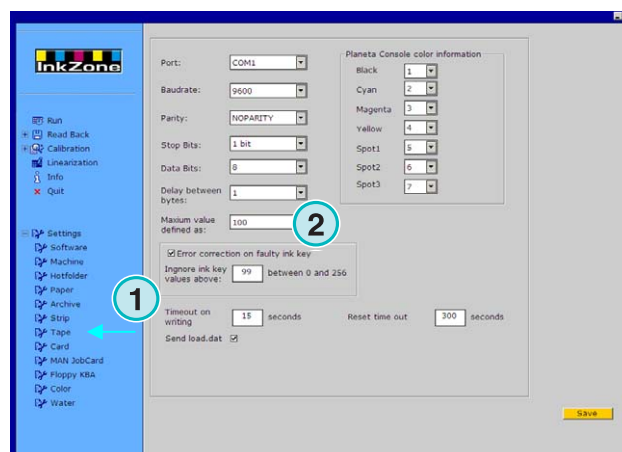 InkZone
Run
Read Back
Calibration
Linearization
Info
Quit
Settings
Software
Machine
Hotfolder
Paper
Archive
Strip
Tape
Card
MAN JobCard
Floppy KBA
Color
Water
1
Port: COM1
Baudrate: 9600
Parity: NOPARITY
Stop Bits: 1 bit
Data Bits: 8
Delay between bytes: 1
Maxium value defined as: 100
2
Planeta Console color information
Black 1
Cyan 2
Magenta 3
Yellow 4
Spot1 5
Spot2 6
Spot3 7
Error correction on faulty ink key
Ingnore ink key values above: 99 between 0 and 256
Timeout on writing 15 seconds
Reset time out 300 seconds
Send load.dat
Save